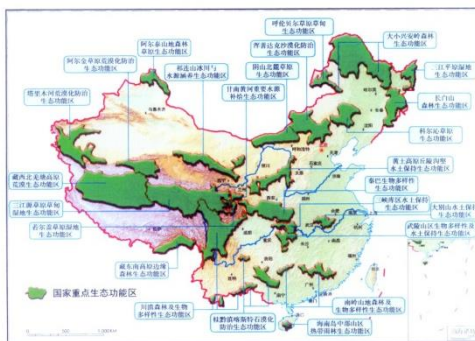 呼伦贝尔草原草甸
生态功能区
浑善达克沙漠化防治
生态功能区
阴山北麓草原
生态功能区
甘南黄河重要水源
补给生态功能区
大小兴安岭森林
生态功能区
三江平原湿地
生态功能区
长白山
森林生态功能区
科尔沁草原
生态功能区
阿尔泰山地森林
草原生态功能区
阿尔金草原荒漠化防治
生态功能区
祁连山冰川与
水源涵养生态功能区
塔里木河荒漠化防治
生态功能区
黄土高原丘陵沟壑
水土保持生态功能区
秦巴生物多样性
生态功能区
三峡库区水土保持
生态功能区
大别山水土保持
生态功能区
武陵山区生物多样性及
水土保持生态功能区
藏西北羌塘高原
荒漠生态功能区
三江源草原草甸
湿地生态功能区
若尔盖草原湿地
生态功能区
藏东南高原边缘
森林生态功能区
国家重点生态功能区
川滇森林及生物
多样性生态功能区
桂黔滇喀斯特石漠化
防治生态功能区
南岭山地森林及
生物多样性生态功能区
海南岛中部山区
热带雨林生态功能区